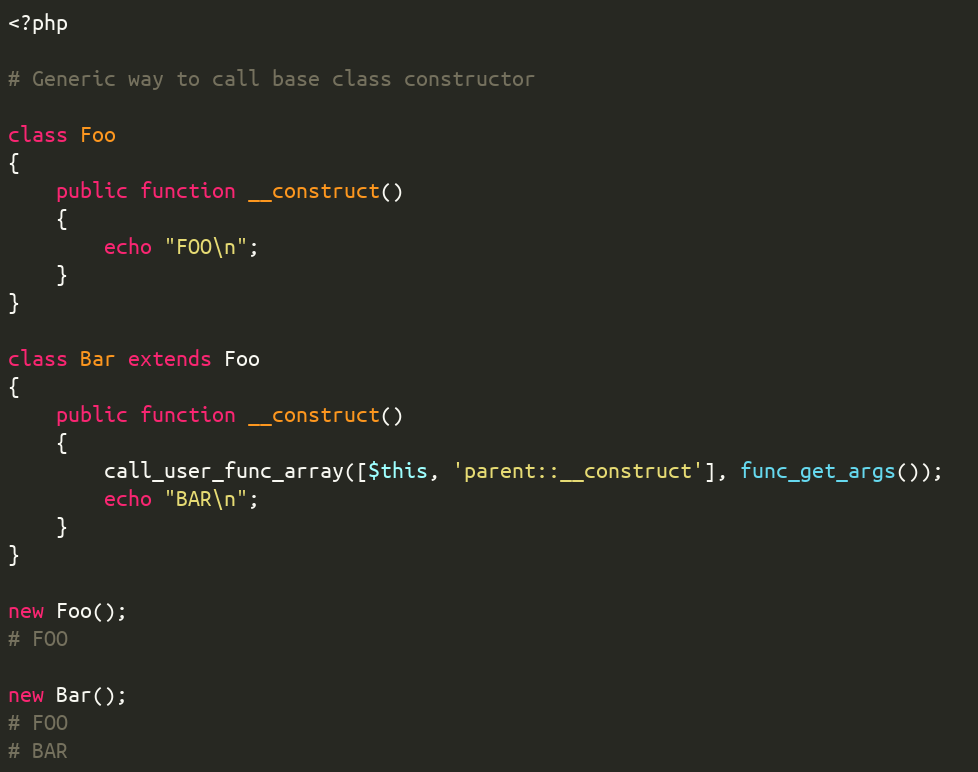 <?php

# Generic way to call base class constructor

class Foo
{
    public function __construct()
    {
        echo "FOO\n";
    }
}

class Bar extends Foo
{
    public function __construct()
    {
        call_user_func_array([$this, 'parent::__construct'], func_get_args());
        echo "BAR\n";
    }
}

new Foo();
# FOO

new Bar();
# FOO
# BAR